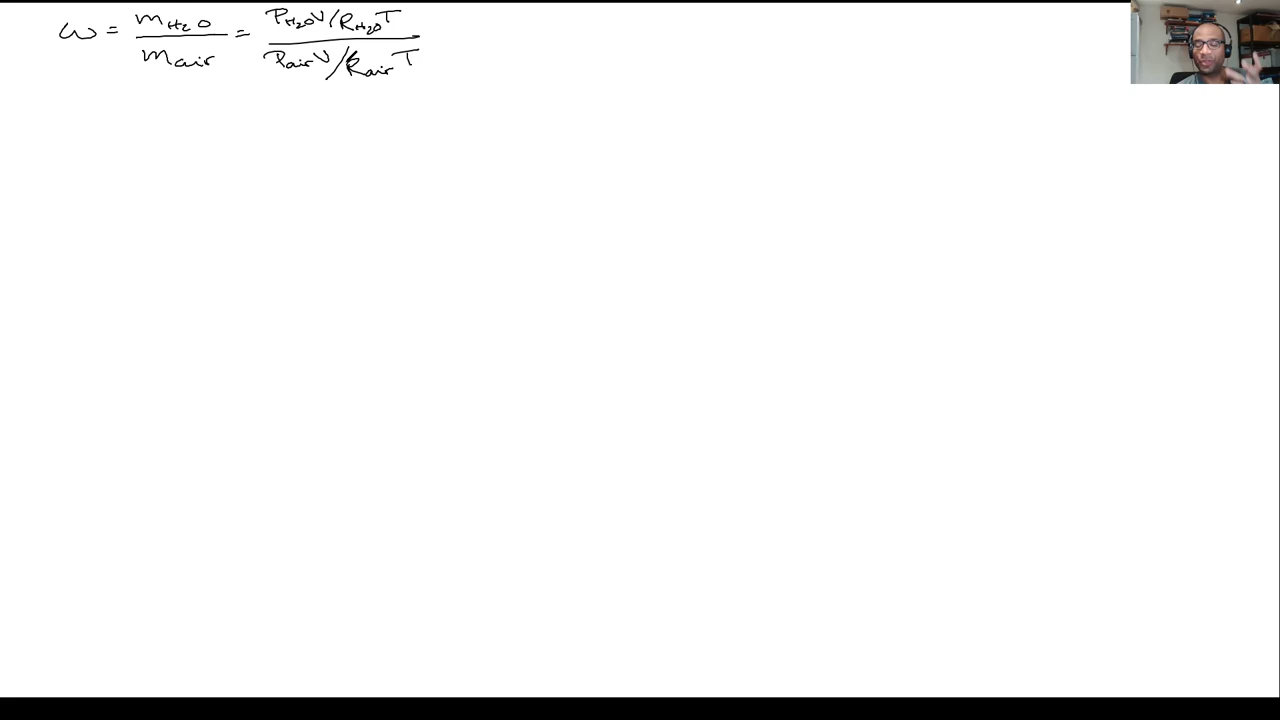 ω = m_H₂O / m_air = (P_H₂O V / R_H₂O T) / (P_air V / R_air T)